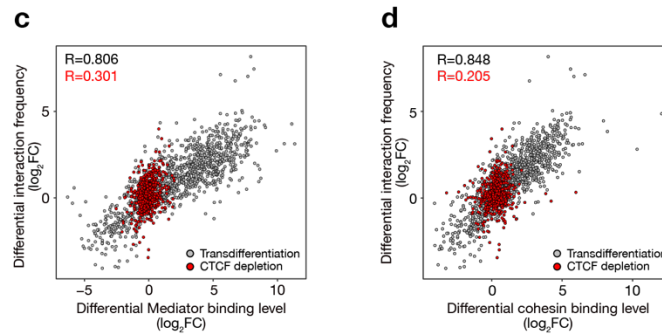 c
R=0.806
R=0.301
Differential interaction frequency
(log₂FC)
5
0
Transdifferentiation
CTCF depletion
−5
0
5
10
Differential Mediator binding level
(log₂FC)
d
R=0.848
R=0.205
Differential interaction frequency
(log₂FC)
5
0
Transdifferentiation
CTCF depletion
0
5
10
Differential cohesin binding level
(log₂FC)